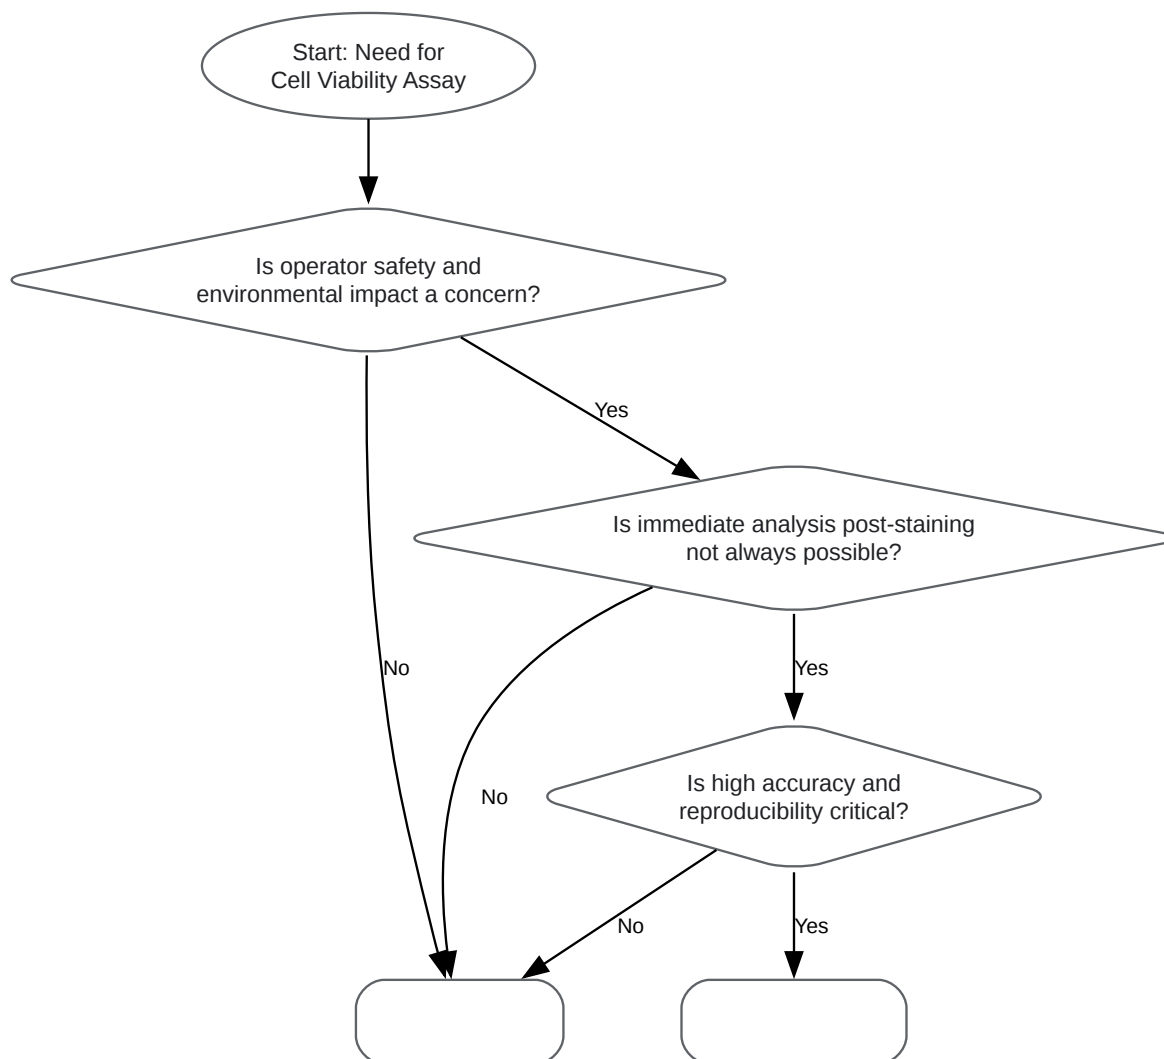 Start: Need for
Cell Viability Assay
Is operator safety and
environmental impact a concern?
Yes
Is immediate analysis post-staining
not always possible?
No
Yes
Is high accuracy and
reproducibility critical?
No
No
Yes